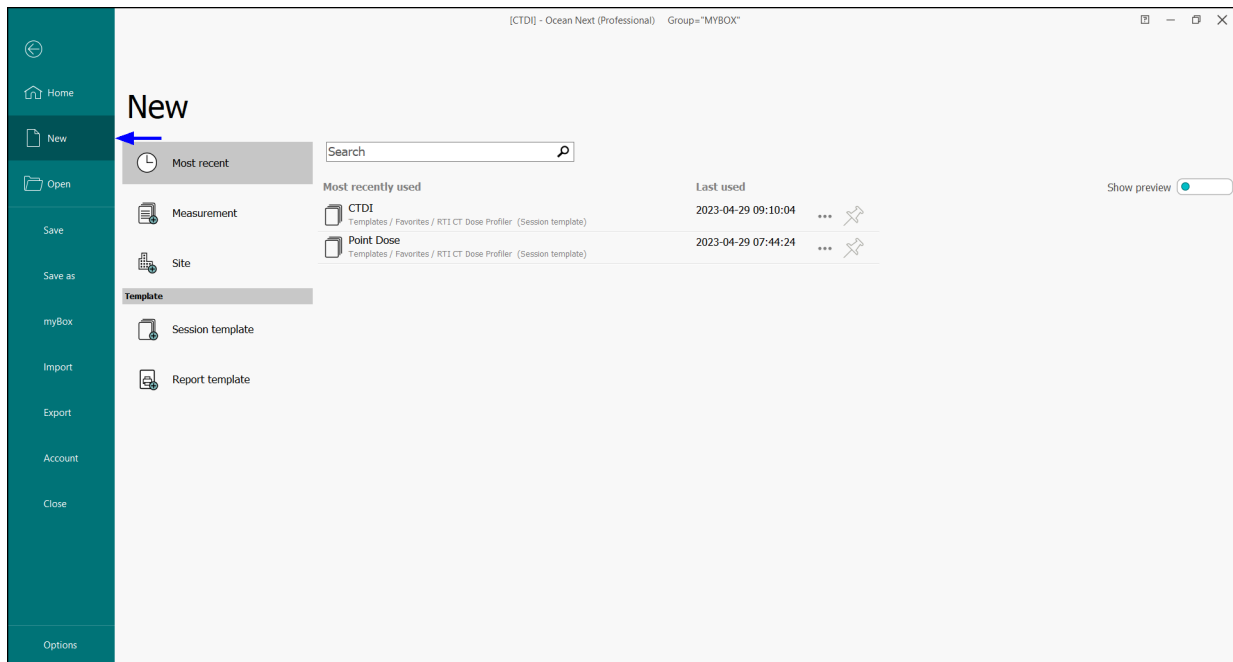 [CTDI] - Ocean Next (Professional) Group="MYBOX"
Home
New
Open
Save
Save as
myBox
Import
Export
Account
Close
Options
New
Most recent
Measurement
Site
Template
Session template
Report template
Search
Most recently used Last used
Show preview
CTDI 2023-04-29 09:10:04
Templates / Favorites / RTI CT Dose Profiler (Session template)
Point Dose 2023-04-29 07:44:24
Templates / Favorites / RTI CT Dose Profiler (Session template)